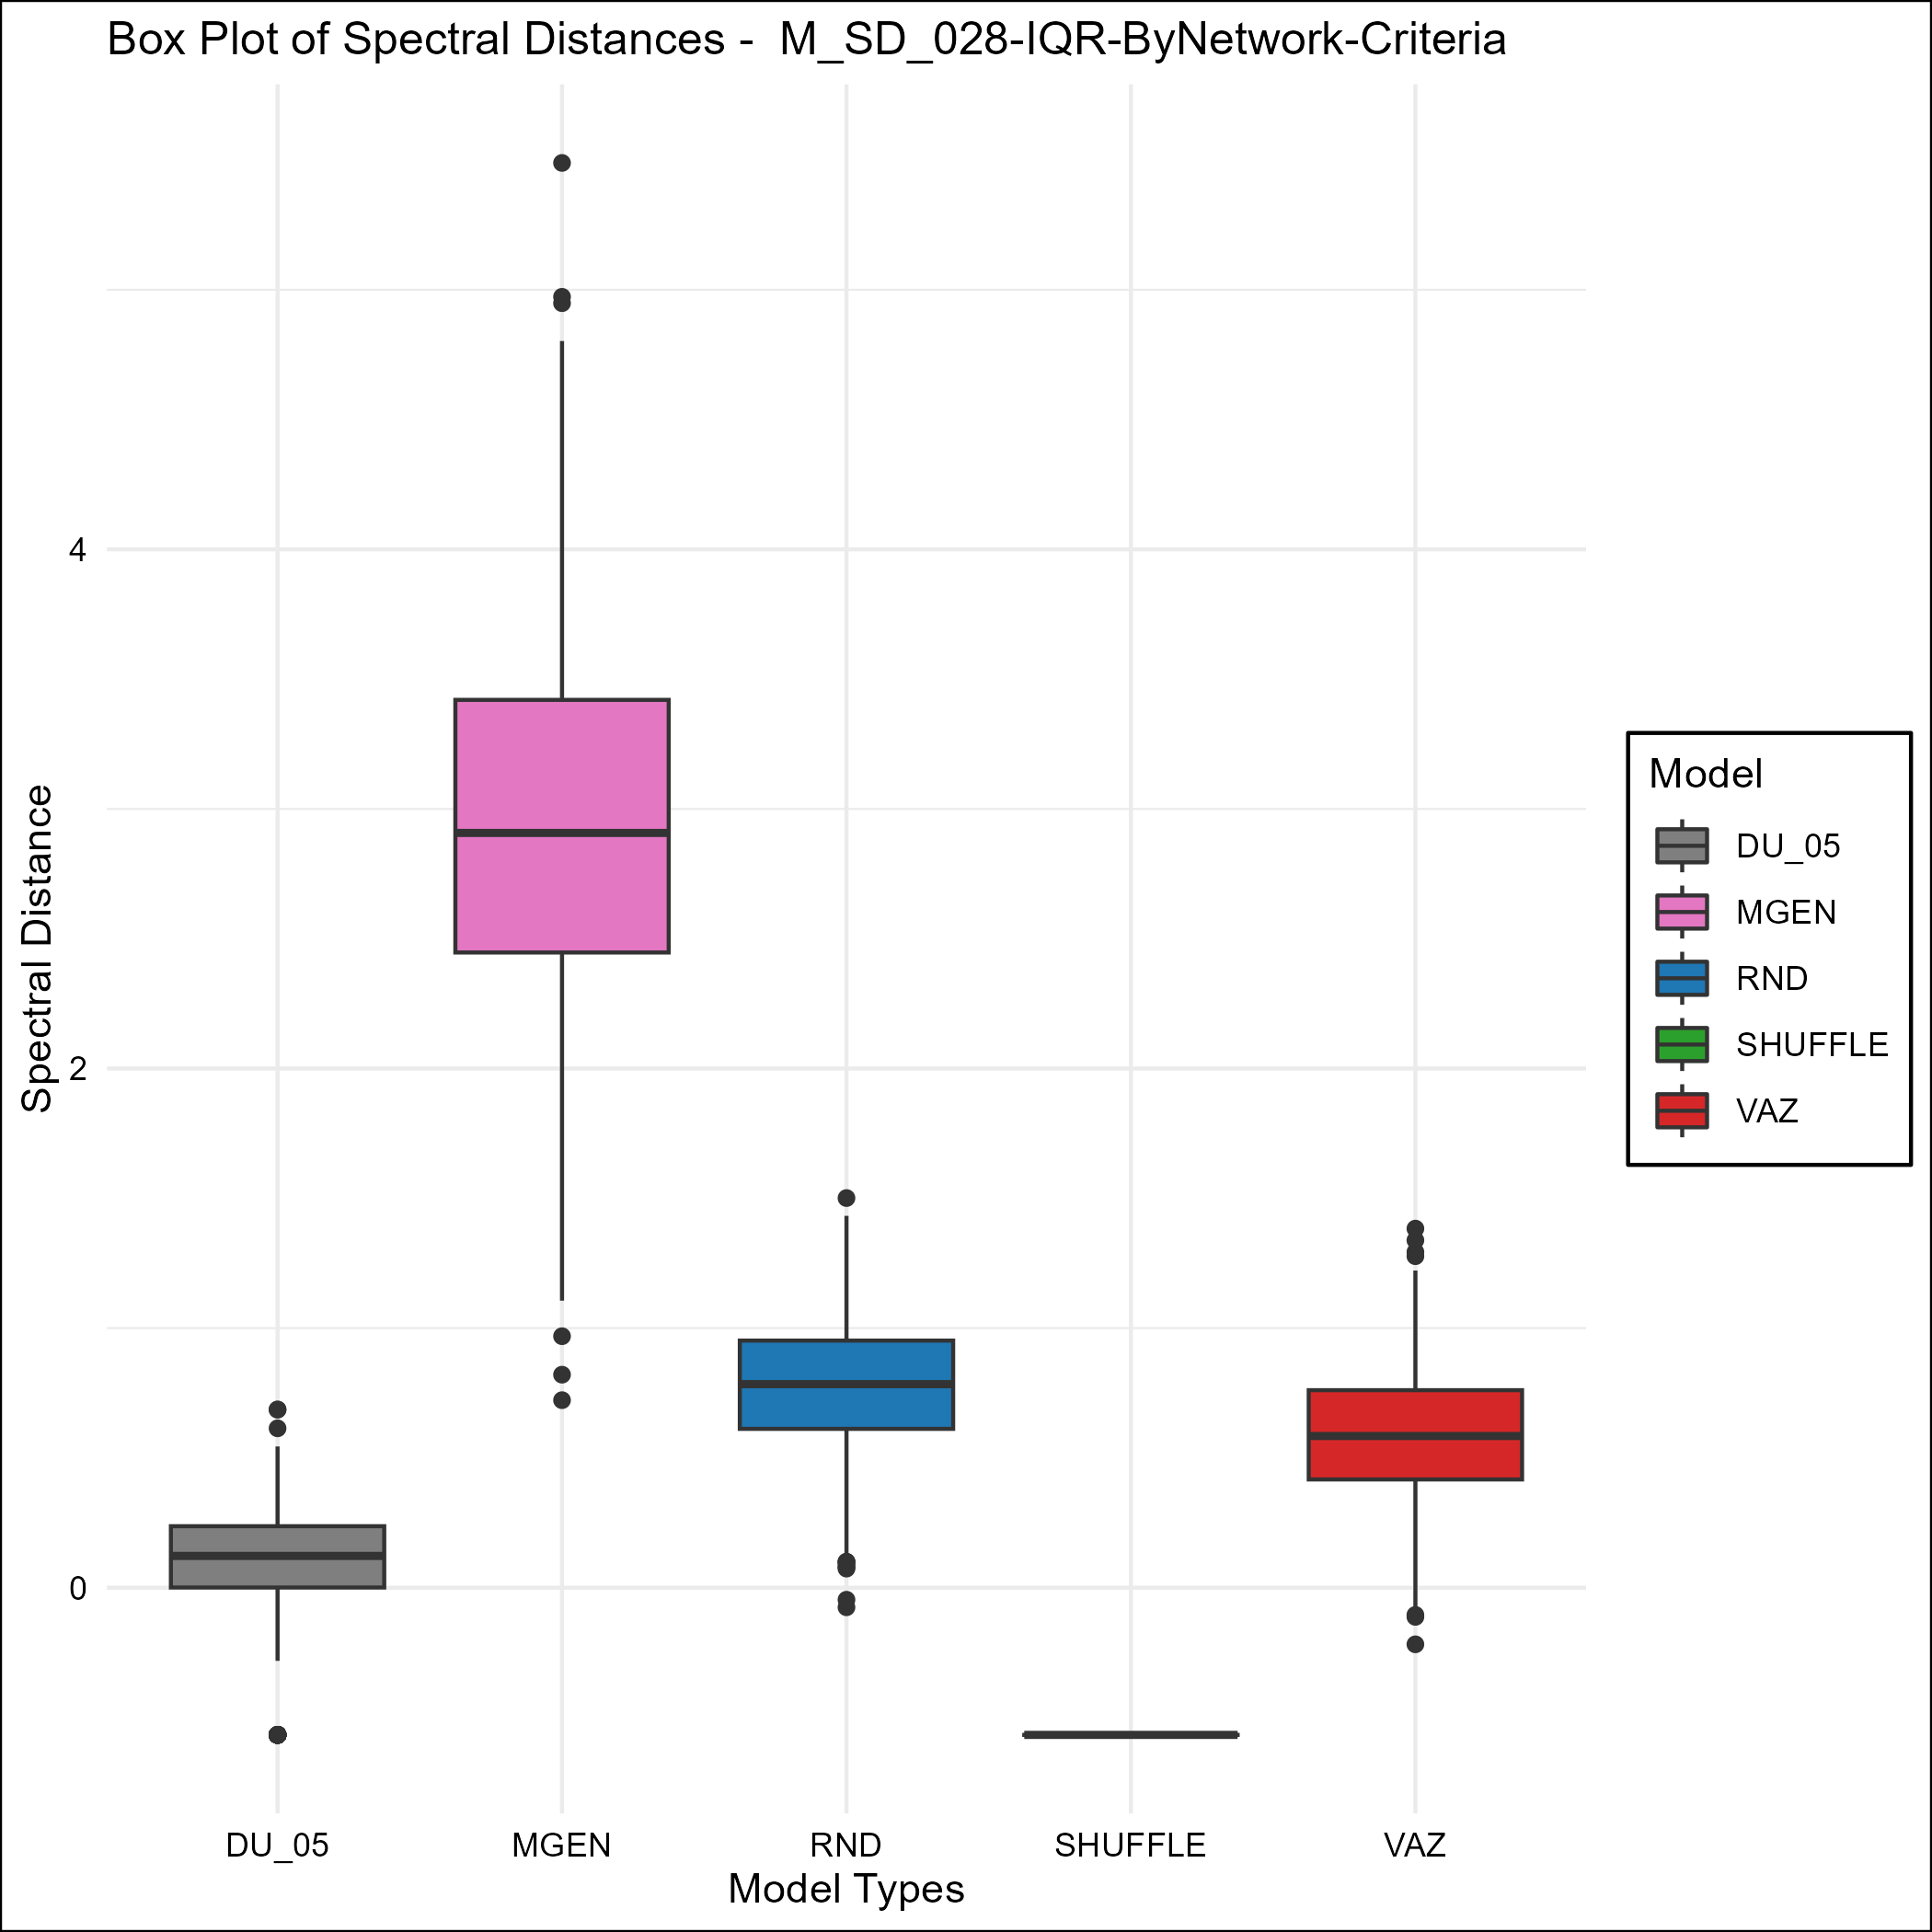 Box Plot of Spectral Distances -  M_SD_028-IQR-ByNetwork-Criteria
Spectral Distance
4
2
0
DU_05
MGEN
RND
SHUFFLE
VAZ
Model Types
Model
DU_05
MGEN
RND
SHUFFLE
VAZ